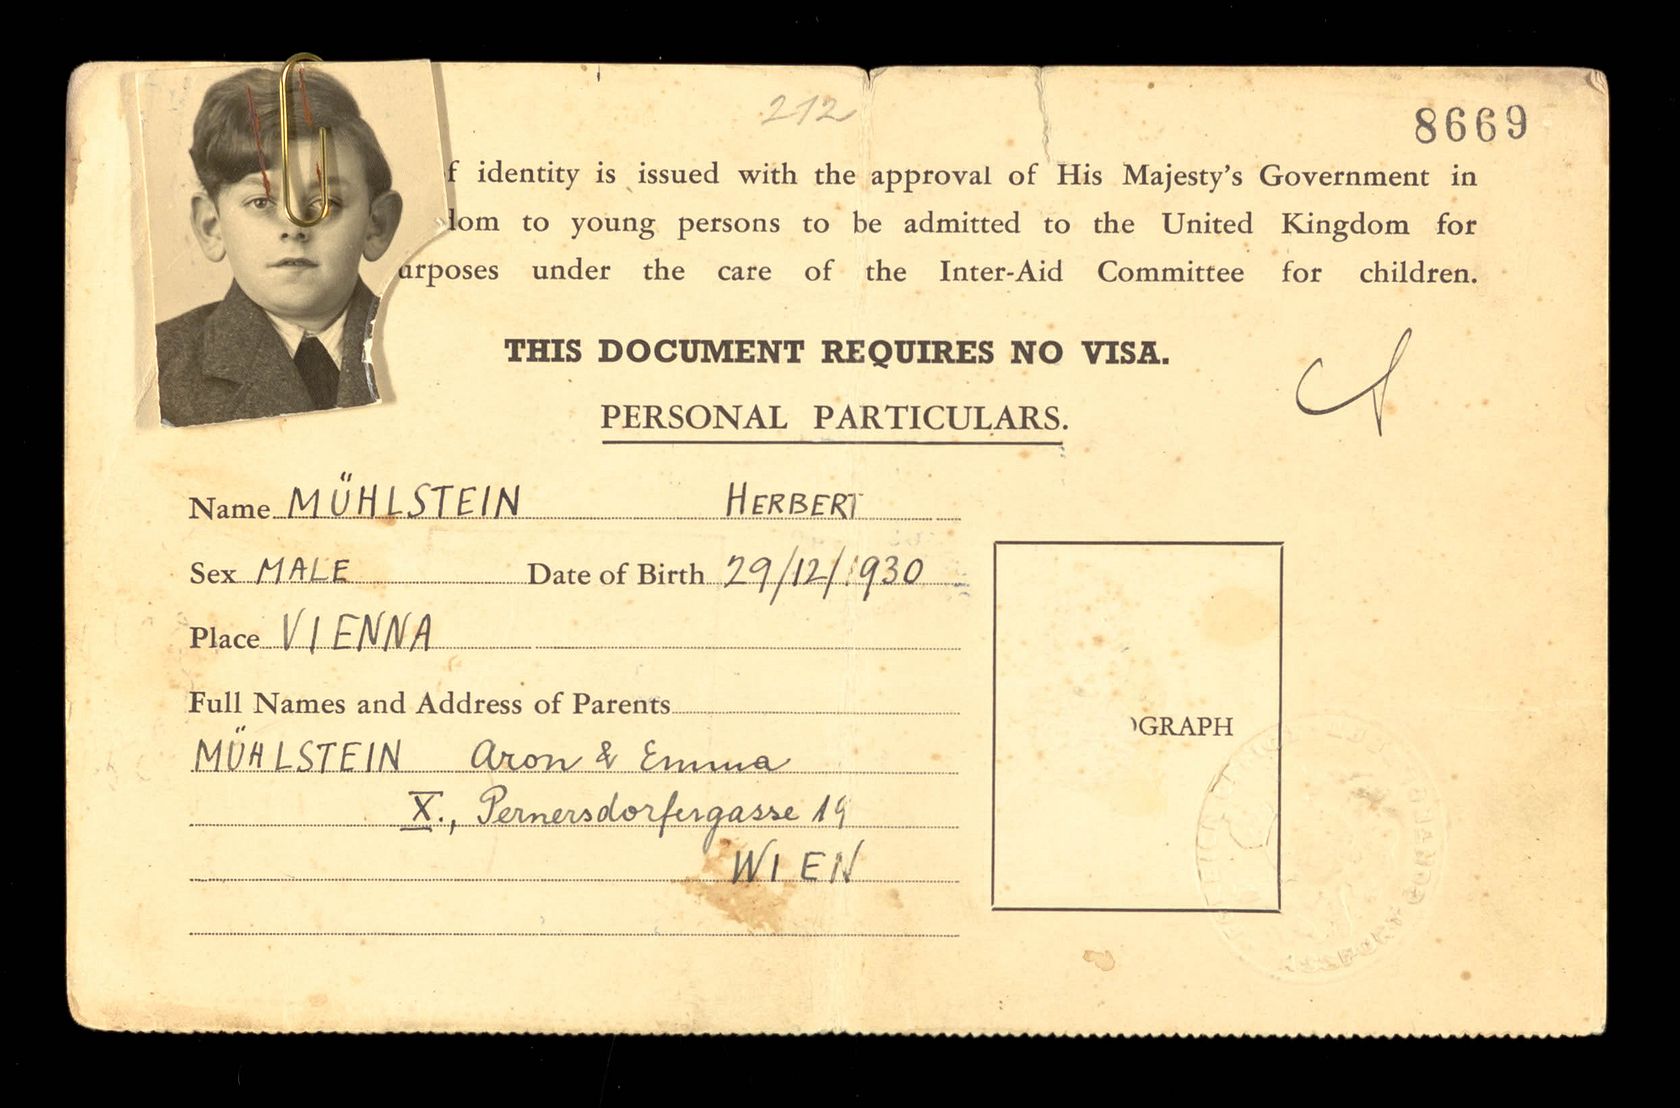 212
8669
f identity is issued with the approval of His Majesty's Government in
dom to young persons to be admitted to the United Kingdom for
urposes under the care of the Inter-Aid Committee for children.
THIS DOCUMENT REQUIRES NO VISA.
PERSONAL PARTICULARS.
Name MÜHLSTEIN HERBERT
Sex MALE Date of Birth 29/12/1930
Place VIENNA
Full Names and Address of Parents
MÜHLSTEIN Aron & Emma
X., Pernersdorfergasse 19
WIEN
OGRAPH